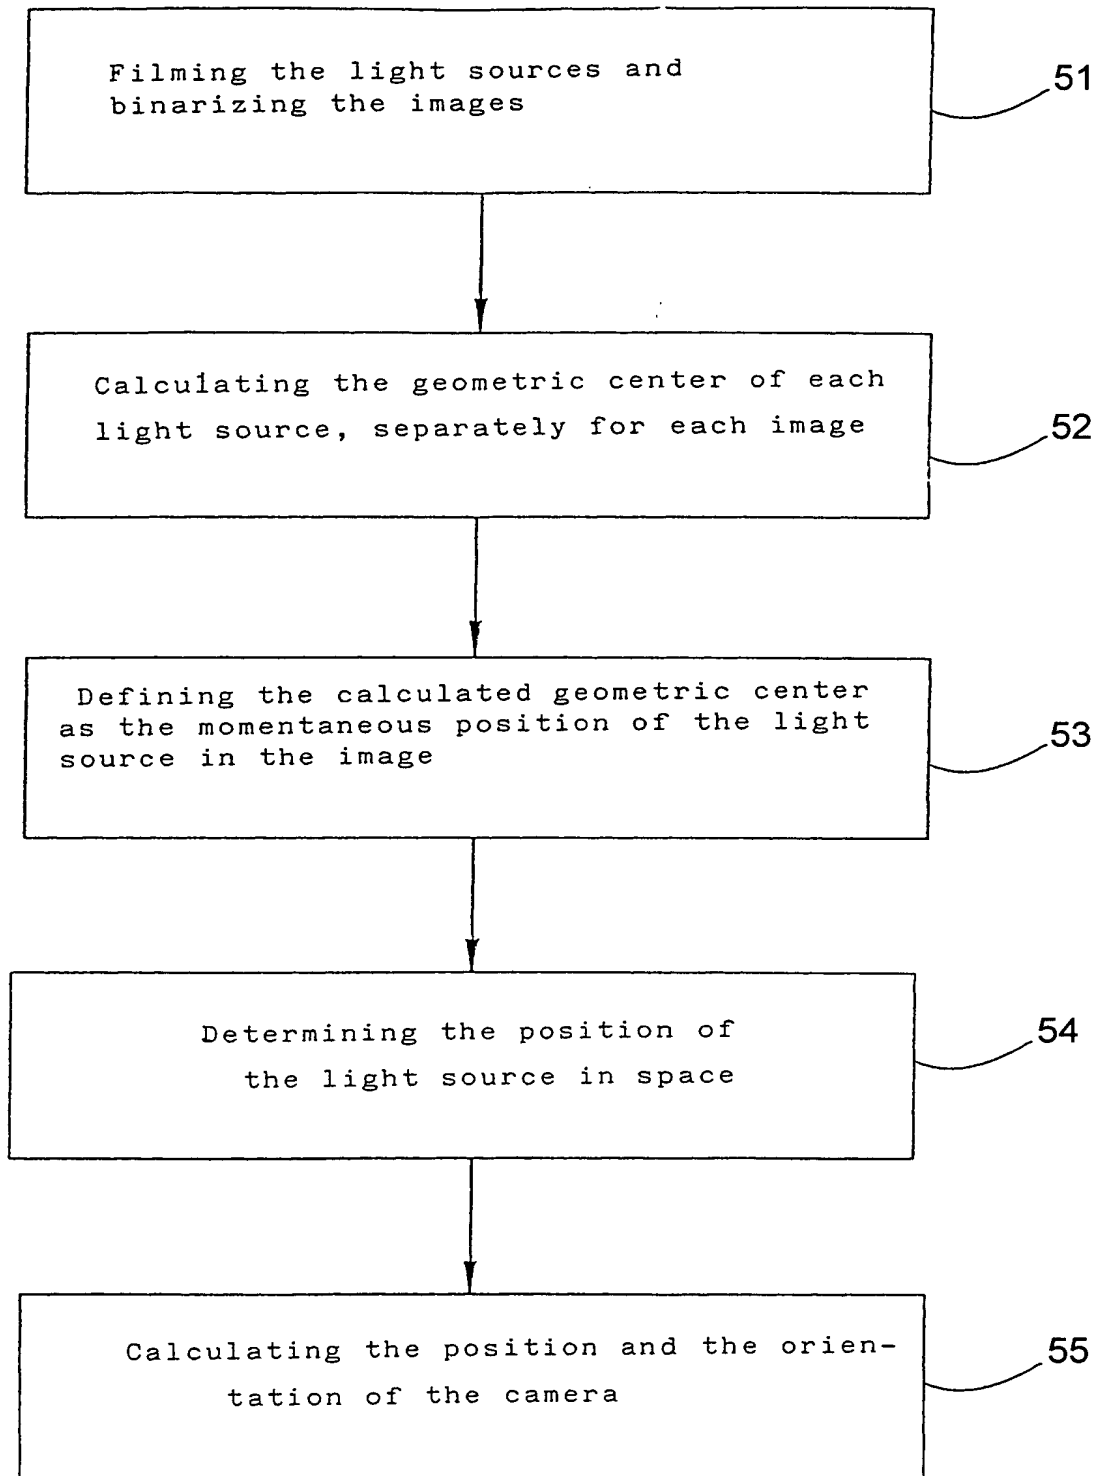 Filming the light sources and
binarizing the images
51
Calculating the geometric center of each
light source, separately for each image
52
Defining the calculated geometric center
as the momentaneous position of the light
source in the image
53
Determining the position of
the light source in space
54
Calculating the position and the orien-
tation of the camera
55